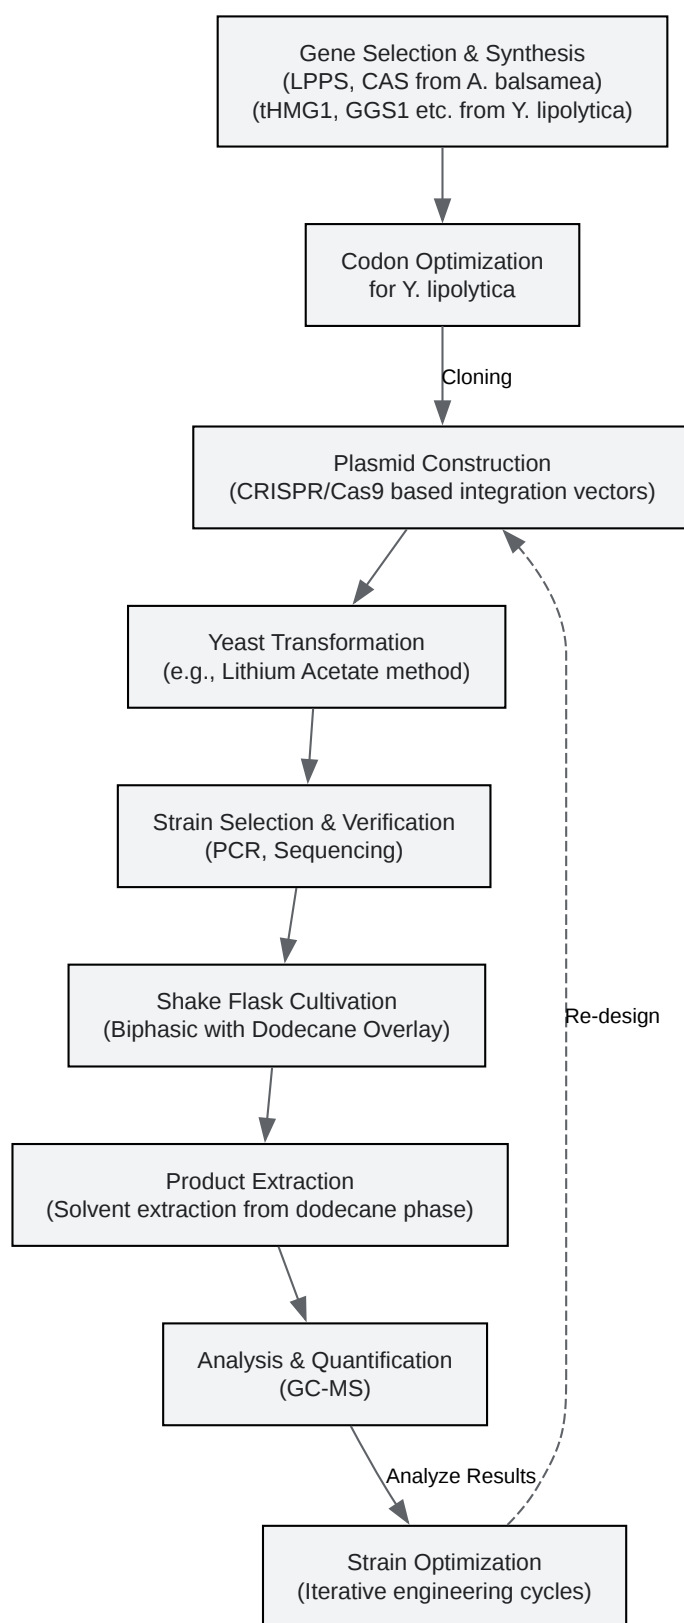 Gene Selection & Synthesis
(LPPS, CAS from A. balsamea)
(tHMG1, GGS1 etc. from Y. lipolytica)
Codon Optimization
for Y. lipolytica
Cloning
Plasmid Construction
(CRISPR/Cas9 based integration vectors)
Yeast Transformation
(e.g., Lithium Acetate method)
Strain Selection & Verification
(PCR, Sequencing)
Shake Flask Cultivation
(Biphasic with Dodecane Overlay)
Re-design
Product Extraction
(Solvent extraction from dodecane phase)
Analysis & Quantification
(GC-MS)
Analyze Results
Strain Optimization
(Iterative engineering cycles)